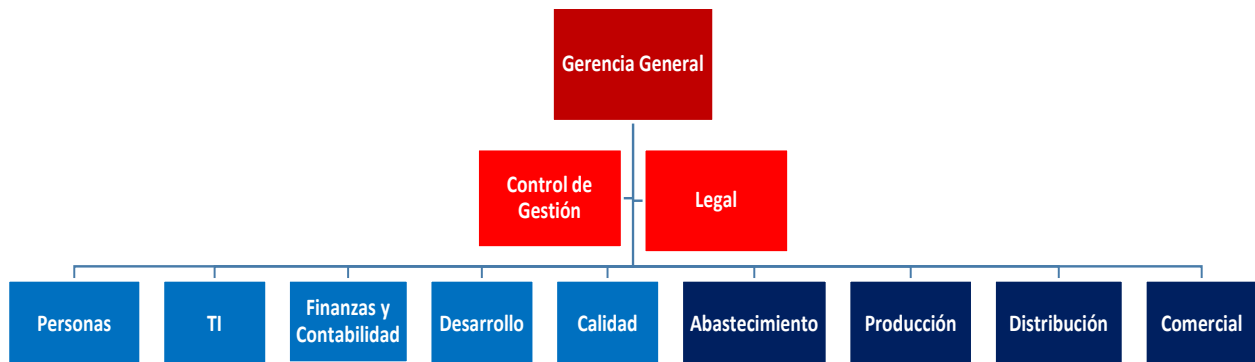 Gerencia General
Control de
Gestión
Legal
Personas
TI
Finanzas y
Contabilidad
Desarrollo
Calidad
Abastecimiento
Producción
Distribución
Comercial